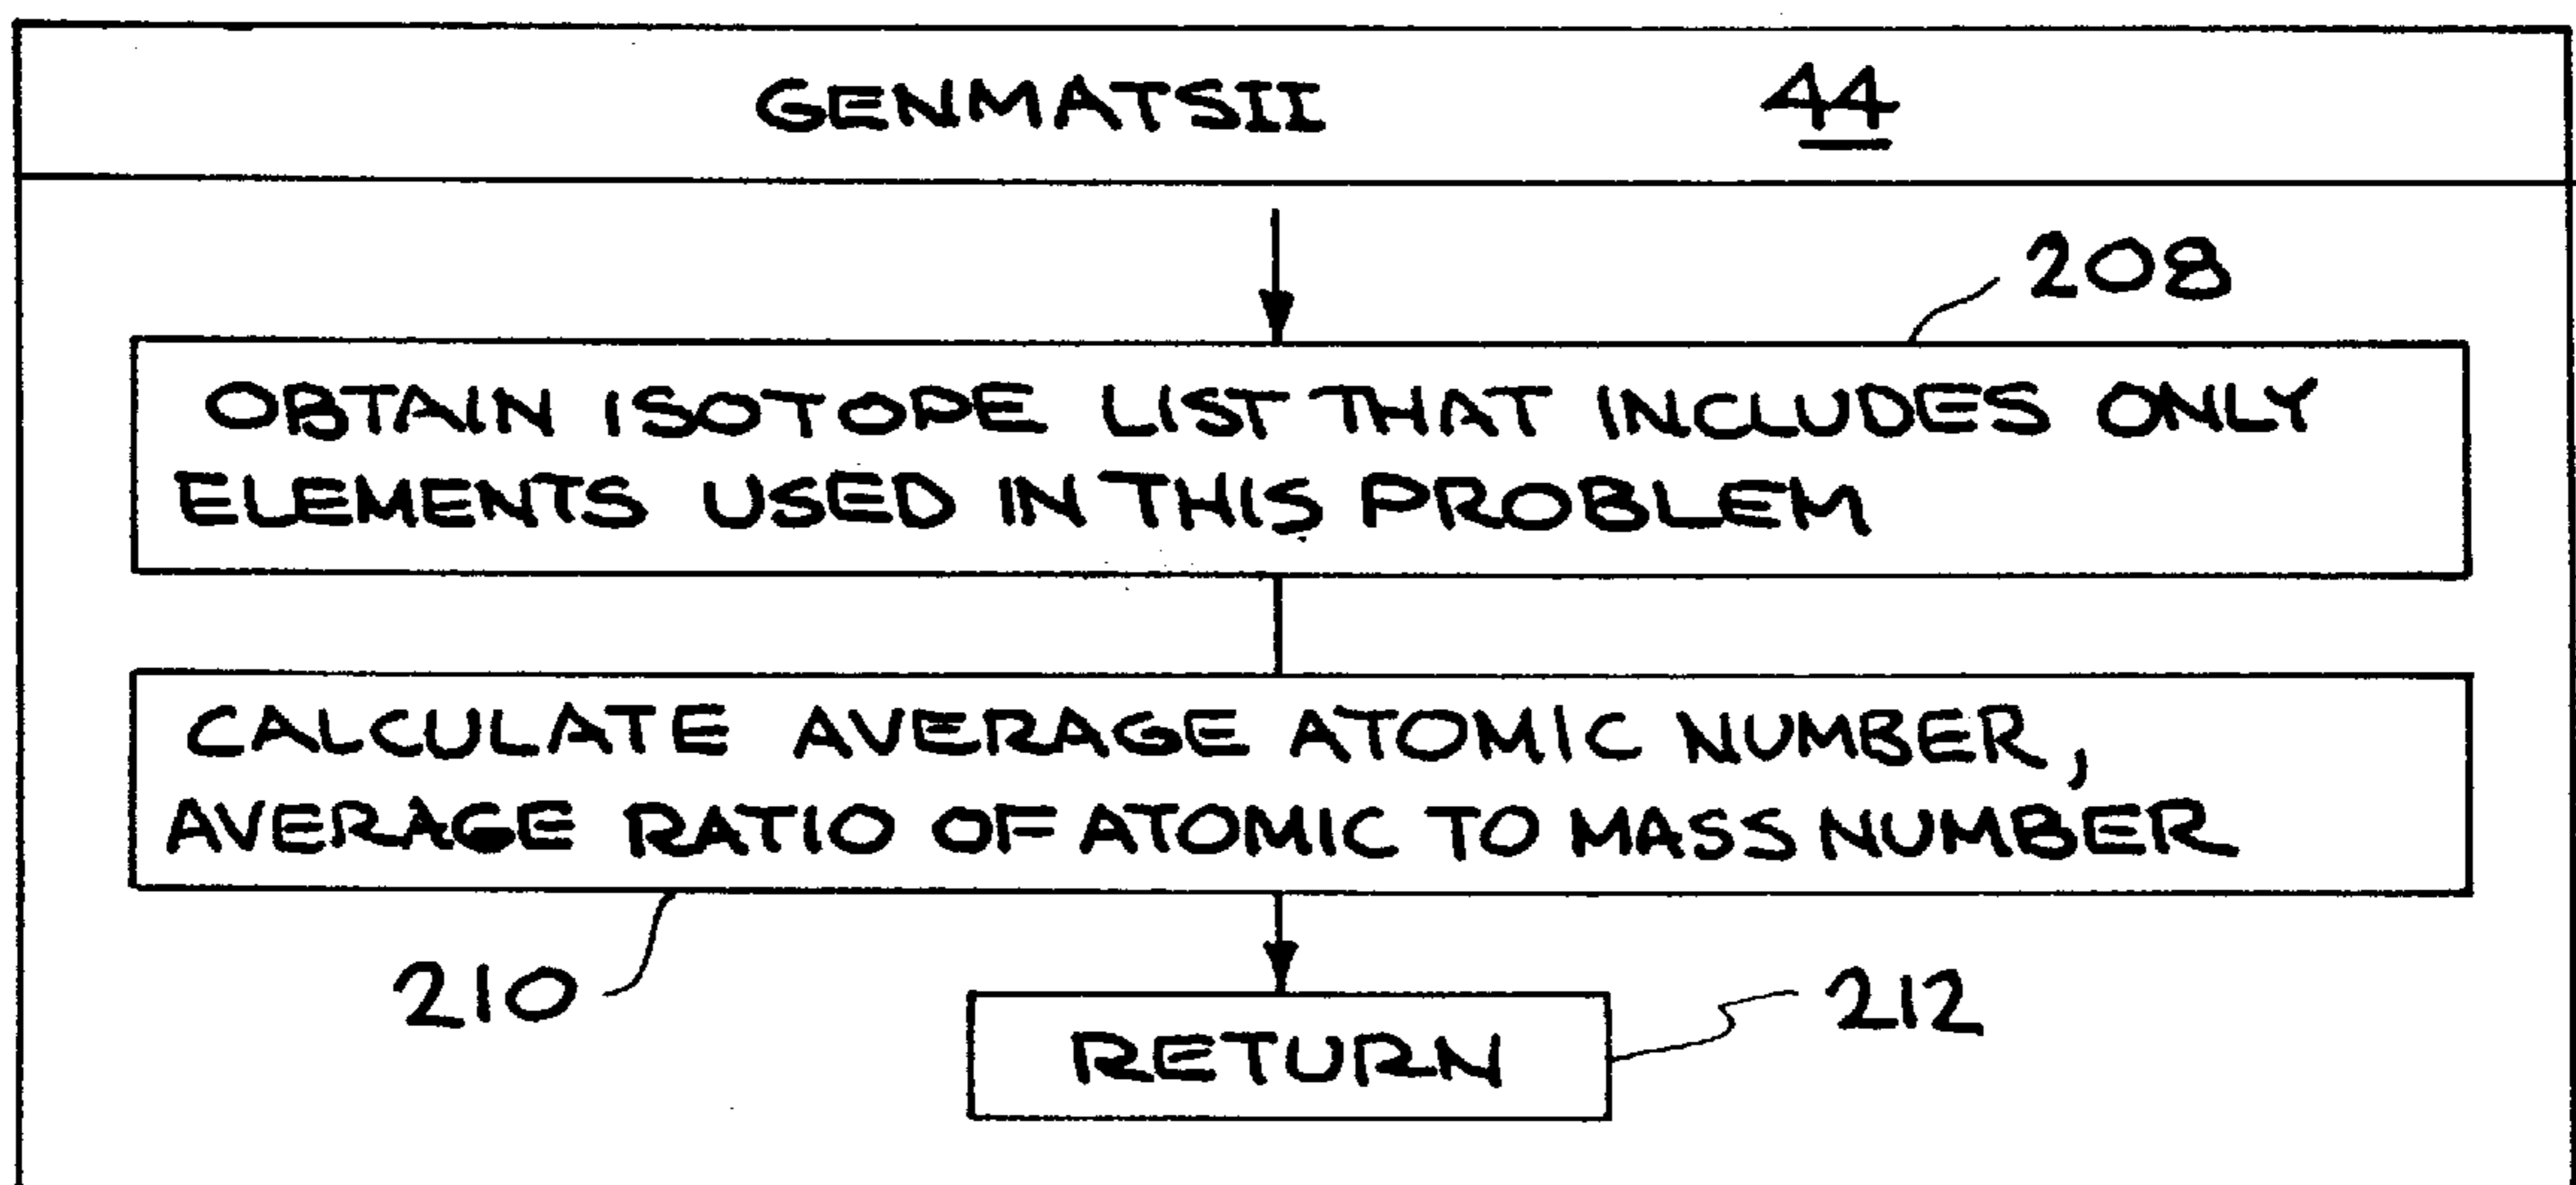 GENMATSII 44
208
OBTAIN ISOTOPE LIST THAT INCLUDES ONLY
ELEMENTS USED IN THIS PROBLEM
CALCULATE AVERAGE ATOMIC NUMBER,
AVERAGE RATIO OF ATOMIC TO MASS NUMBER
210
212
RETURN